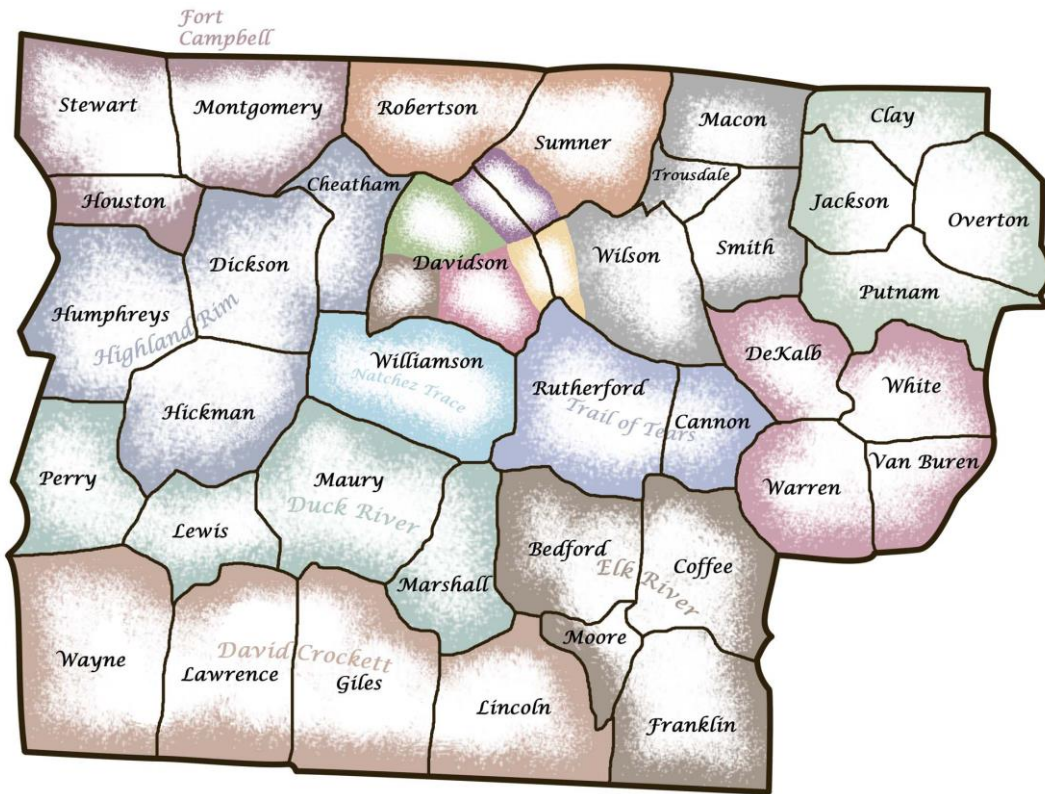 Fort
Campbell
Stewart
Montgomery
Robertson
Sumner
Macon
Clay
Houston
Cheatham
Trousdale
Jackson
Overton
Humphreys
Dickson
Highland Rim
Davidson
Wilson
Smith
Putnam
Hickman
Williamson
Natchez Trace
Rutherford
Trail of Tears
Cannon
DeKalb
White
Perry
Lewis
Maury
Duck River
Marshall
Bedford
Elk River
Coffee
Warren
Van Buren
Wayne
David Crockett
Lawrence
Giles
Lincoln
Moore
Franklin